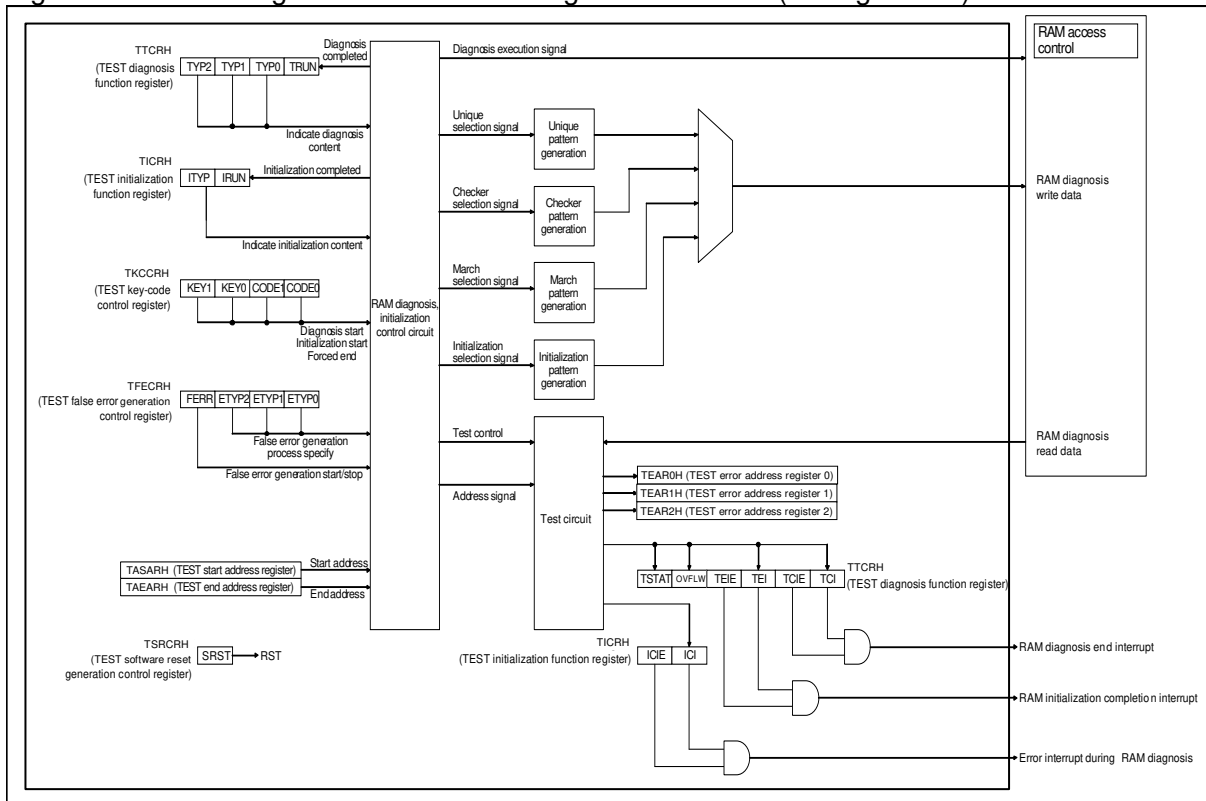 RAM access
control
TTCRH
(TEST diagnosis
function register)
Diagnosis
completed
TYP2 TYP1 TYP0 TRUN
Indicate diagnosis
content
Diagnosis execution signal
TICRH
(TEST initialization
function register)
ITYP IRUN
Initialization completed
Indicate initialization content
TKCCRH
(TEST key-code
control register)
KEY1 KEY0 CODE1 CODE0
Diagnosis start
Initialization start
Forced end
TFECRH
(TEST false error generation
control register)
FERR ETYP2 ETYP1 ETYP0
False error generation
process specify
False error generation start/stop
TASARH (TEST start address register)
Start address
TAEARH (TEST end address register)
End address
TSRCRH
(TEST software reset
generation control register)
SRST
RST
RAM diagnosis,
initialization
control circuit
Unique
selection signal
Unique
pattern
generation
Checker
selection signal
Checker
pattern
generation
March
selection signal
March
pattern
generation
Initialization
selection signal
Initialization
pattern
generation
RAM diagnosis
write data
Test control
Address signal
Test circuit
RAM diagnosis
read data
TEAR0H (TEST error address register 0)
TEAR1H (TEST error address register 1)
TEAR2H (TEST error address register 2)
TSTAT OVFLW TEIE TEI TCIE TCI
TTCRH
(TEST diagnosis function register)
TICRH
(TEST initialization function register)
ICIE ICI
RAM diagnosis end interrupt
RAM initialization completion interrupt
Error interrupt during RAM diagnosis